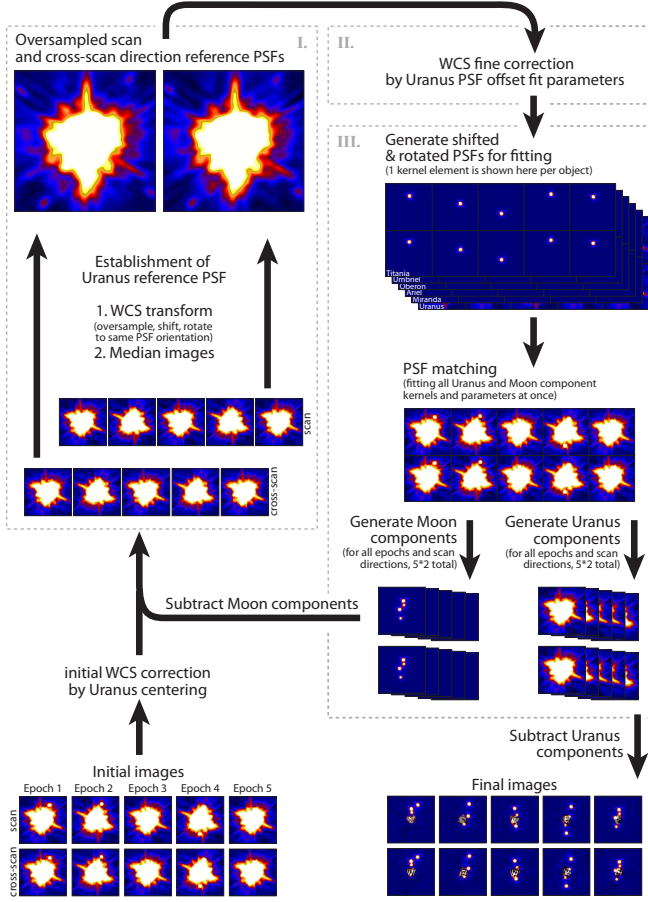 Oversampled scan
and cross-scan direction reference PSFs
I.
II.
WCS fine correction
by Uranus PSF offset fit parameters
III.
Generate shifted
& rotated PSFs for fitting
(1 kernel element is shown here per object)
Titania
Umbriel
Oberon
Ariel
Miranda
Uranus
Establishment of
Uranus reference PSF
1. WCS transform
(oversample, shift, rotate
to same PSF orientation)
2. Median images
scan
cross-scan
PSF matching
(fitting all Uranus and Moon component
kernels and parameters at once)
Generate Moon
components
(for all epochs and scan
directions, 5*2 total)
Generate Uranus
components
(for all epochs and scan
directions, 5*2 total)
Subtract Moon components
initial WCS correction
by Uranus centering
Subtract Uranus
components
Initial images
Epoch 1 Epoch 2 Epoch 3 Epoch 4 Epoch 5
scan
cross-scan
Final images